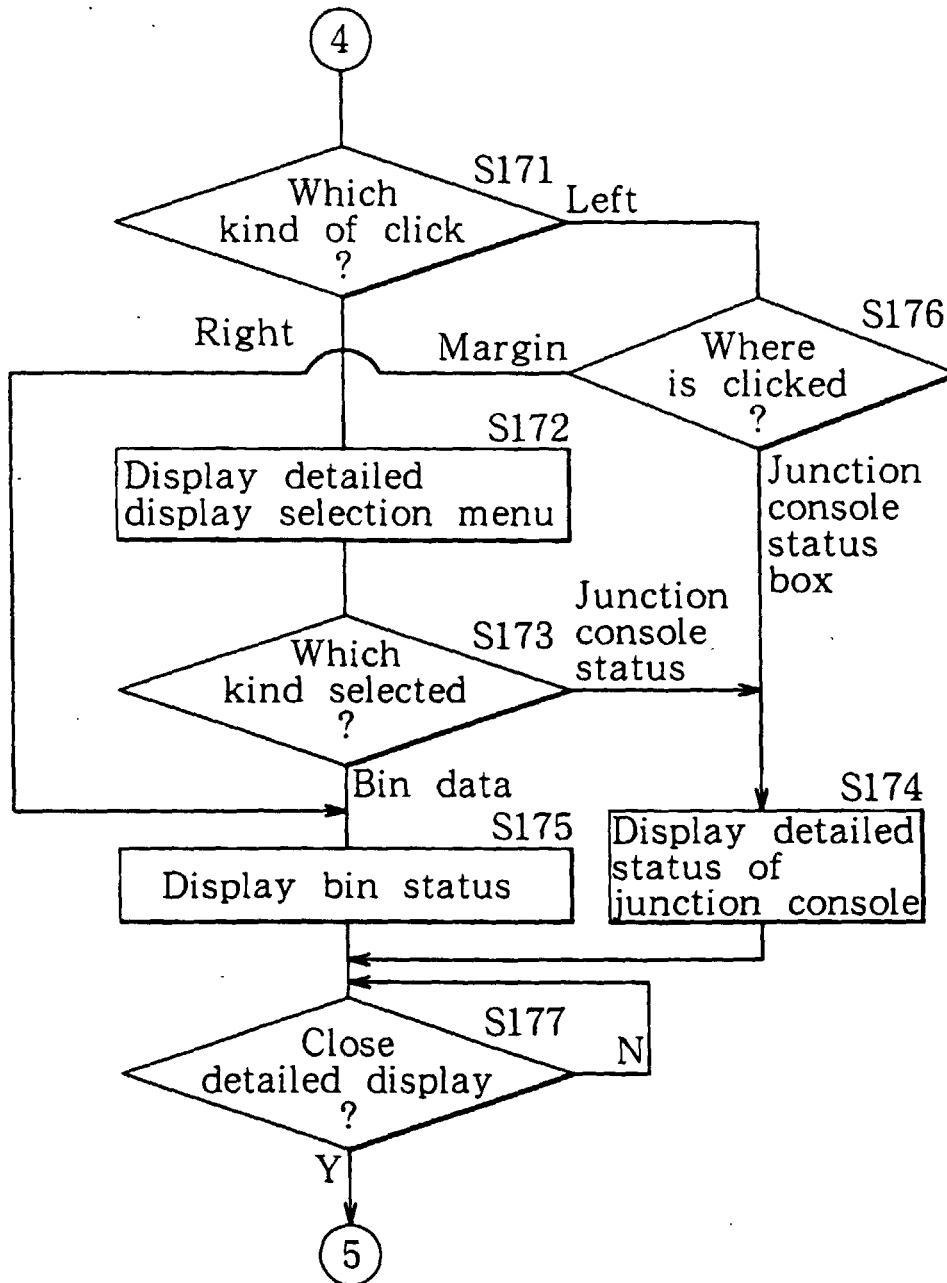 4
S171
Which
kind of click
?
Left
Right
Margin
S176
Where
is clicked
?
S172
Display detailed
display selection menu
Junction
console
status
box
S173
Which
kind selected
?
Junction
console
status
Bin data
S175
Display bin status
S174
Display detailed
status of
junction console
S177
Close
detailed display
?
N
Y
5